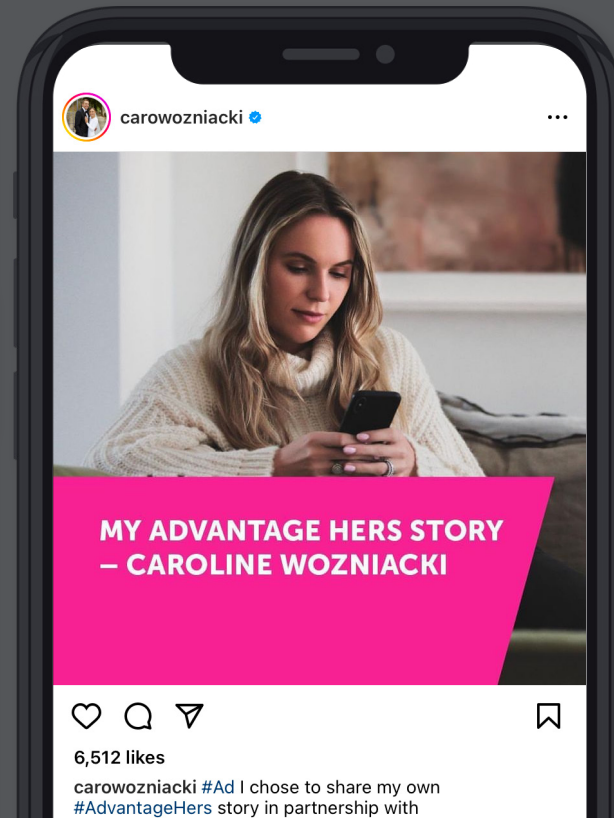 carowozniacki
MY ADVANTAGE HERS STORY
– CAROLINE WOZNIACKI
6,512 likes
carowozniacki #Ad I chose to share my own
#AdvantageHers story in partnership with